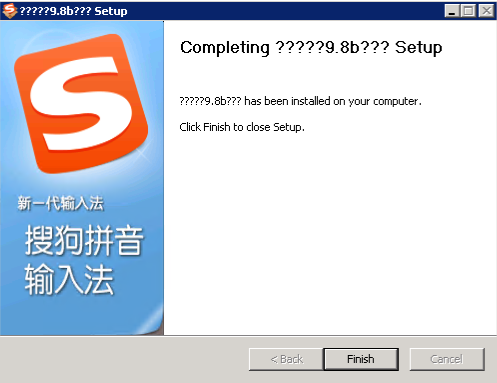 ?????9.8b??? Setup
Completing ?????9.8b??? Setup
?????9.8b??? has been installed on your computer.
Click Finish to close Setup.
S
新一代输入法
搜狗拼音
输入法
< Back
Finish
Cancel